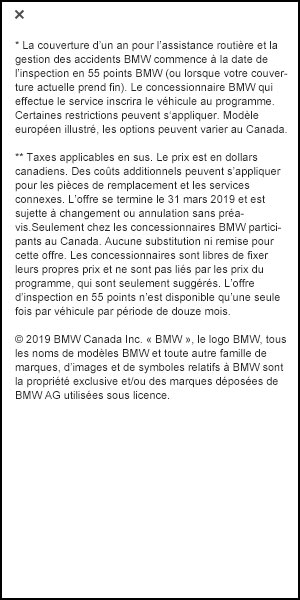 * La couverture d'un an pour l'assistance routière et la
gestion des accidents BMW commence à la date de
l'inspection en 55 points BMW (ou lorsque votre couver-
ture actuelle prend fin). Le concessionnaire BMW qui
effectue le service inscrira le véhicule au programme.
Certaines restrictions peuvent s'appliquer. Modèle
européen illustré, les options peuvent varier au Canada.

** Taxes applicables en sus. Le prix est en dollars
canadiens. Des coûts additionnels peuvent s'appliquer
pour les pièces de remplacement et les services
connexes. L'offre se termine le 31 mars 2019 et est
sujette à changement ou annulation sans préa-
vis.Seulement chez les concessionnaires BMW partici-
pants au Canada. Aucune substitution ni remise pour
cette offre. Les concessionnaires sont libres de fixer
leurs propres prix et ne sont pas liés par les prix du
programme, qui sont seulement suggérés. L'offre
d'inspection en 55 points n'est disponible qu'une seule
fois par véhicule par période de douze mois.

© 2019 BMW Canada Inc. « BMW », le logo BMW, tous
les noms de modèles BMW et toute autre famille de
marques, d'images et de symboles relatifs à BMW sont
la propriété exclusive et/ou des marques déposées de
BMW AG utilisées sous licence.